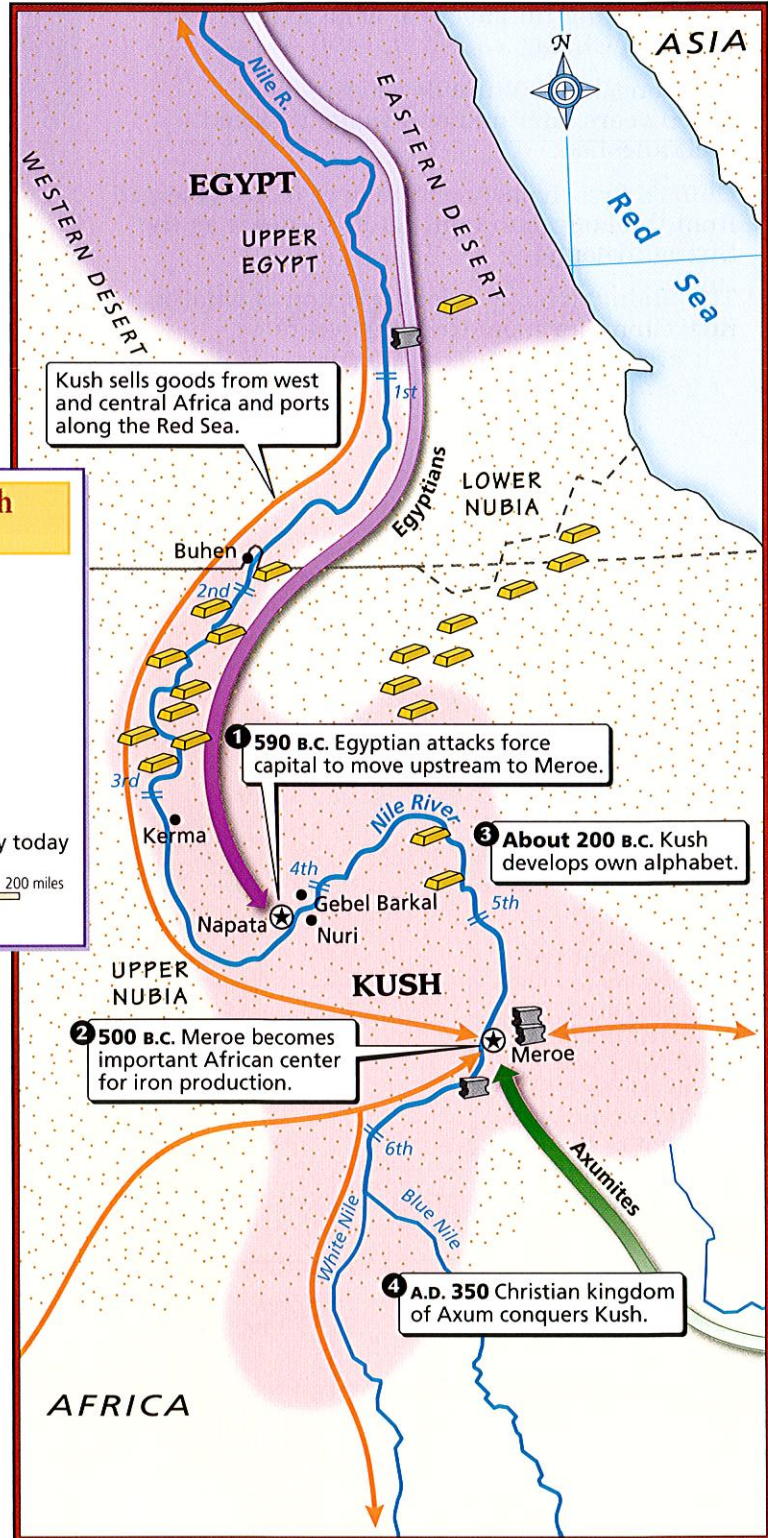 N
ASIA
Nile R.
EASTERN DESERT
WESTERN DESERT
EGYPT
UPPER
EGYPT
Red Sea
Kush sells goods from west
and central Africa and ports
along the Red Sea.
1st
Egyptians
LOWER
NUBIA
Buhen
2nd
h
1 590 B.C. Egyptian attacks force
capital to move upstream to Meroe.
3rd
Kerma
Nile River
3 About 200 B.C. Kush
develops own alphabet.
y today
200 miles
4th
Gebel Barkal
Napata
Nuri
5th
UPPER
NUBIA
KUSH
2 500 B.C. Meroe becomes
important African center
for iron production.
Meroe
6th
Axumites
White Nile
Blue Nile
4 A.D. 350 Christian kingdom
of Axum conquers Kush.
AFRICA